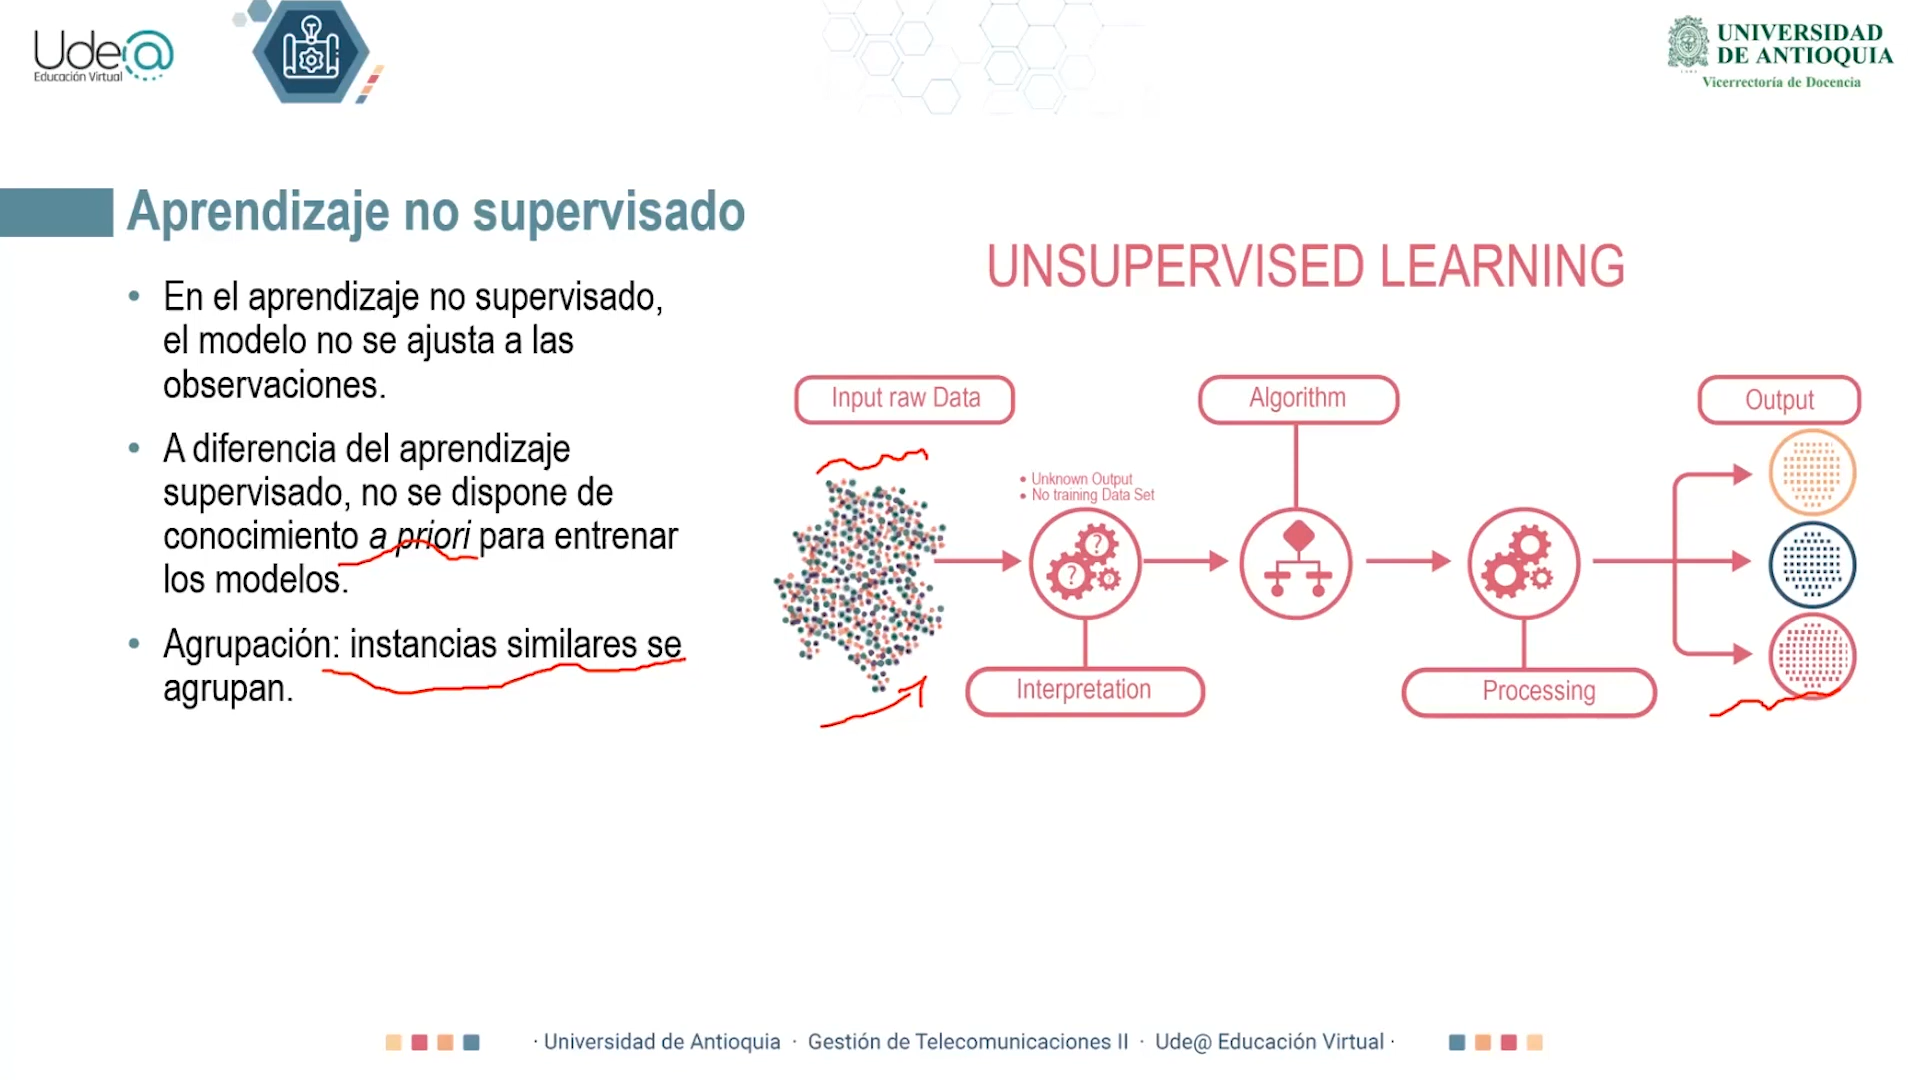 Ude@
Educación Virtual
UNIVERSIDAD
DE ANTIOQUIA
Vicerrectoría de Docencia
Aprendizaje no supervisado
• En el aprendizaje no supervisado,
el modelo no se ajusta a las
observaciones.
• A diferencia del aprendizaje
supervisado, no se dispone de
conocimiento a priori para entrenar
los modelos.
• Agrupación: instancias similares se
agrupan.
UNSUPERVISED LEARNING
Input raw Data
Algorithm
Output
• Unknown Output
• No training Data Set
?
?
Interpretation
Processing
· Universidad de Antioquia · Gestión de Telecomunicaciones II · Ude@ Educación Virtual ·